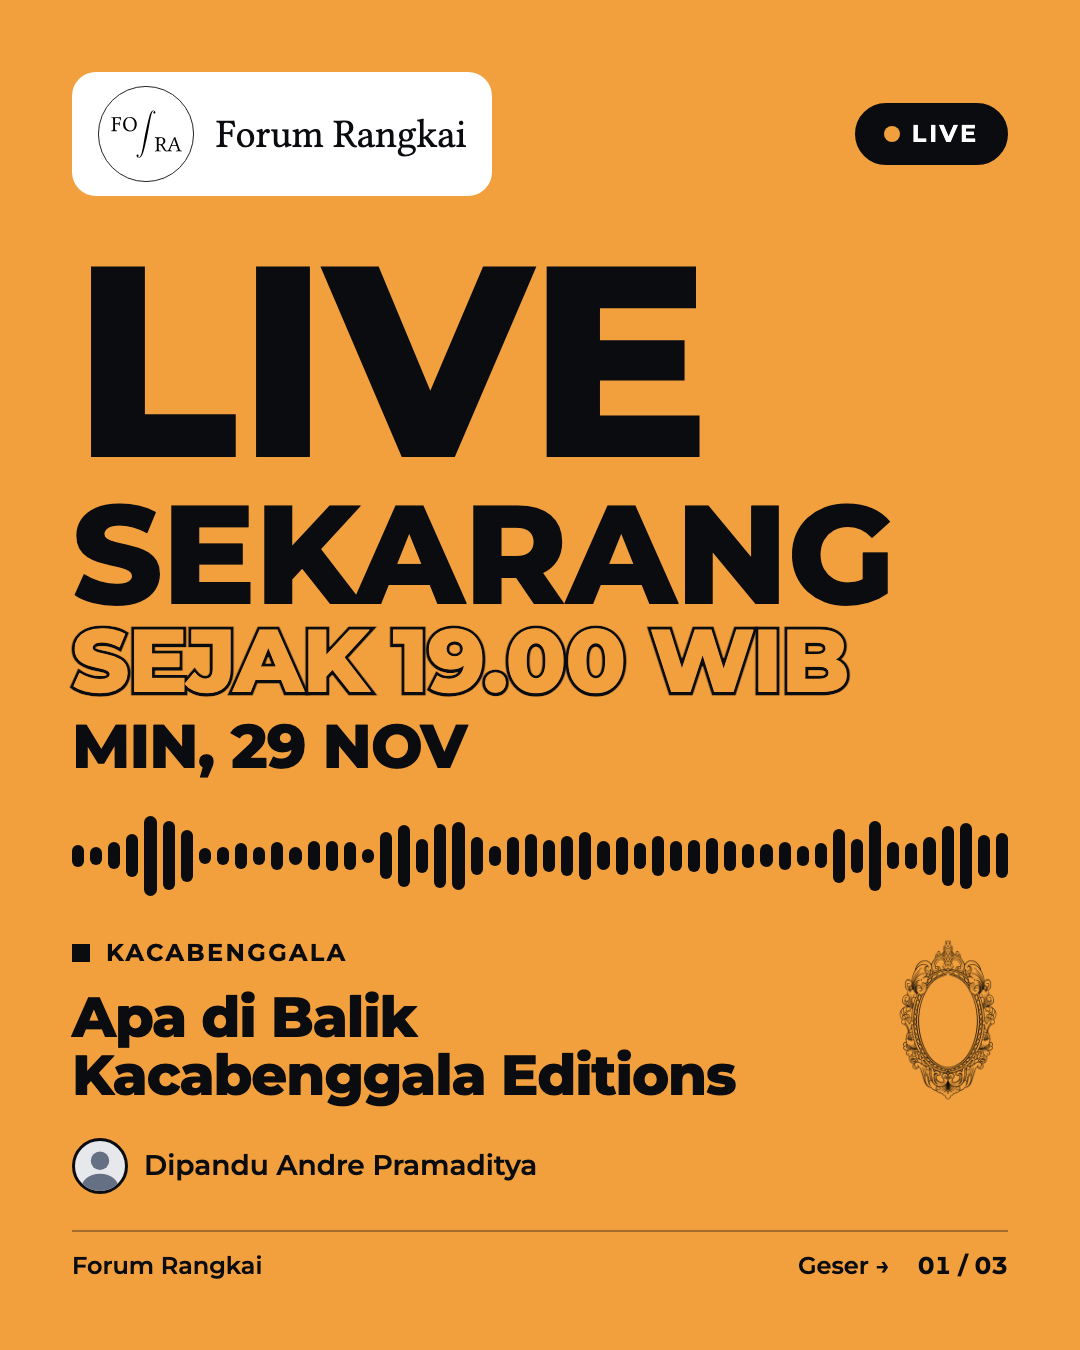 FO
RA
Forum Rangkai
LIVE
LIVE
SEKARANG
SEJAK 19.00 WIB
MIN, 29 NOV
KACABENGGALA
Apa di Balik
Kacabenggala Editions
Dipandu Andre Pramaditya
Forum Rangkai
Geser → 01 / 03